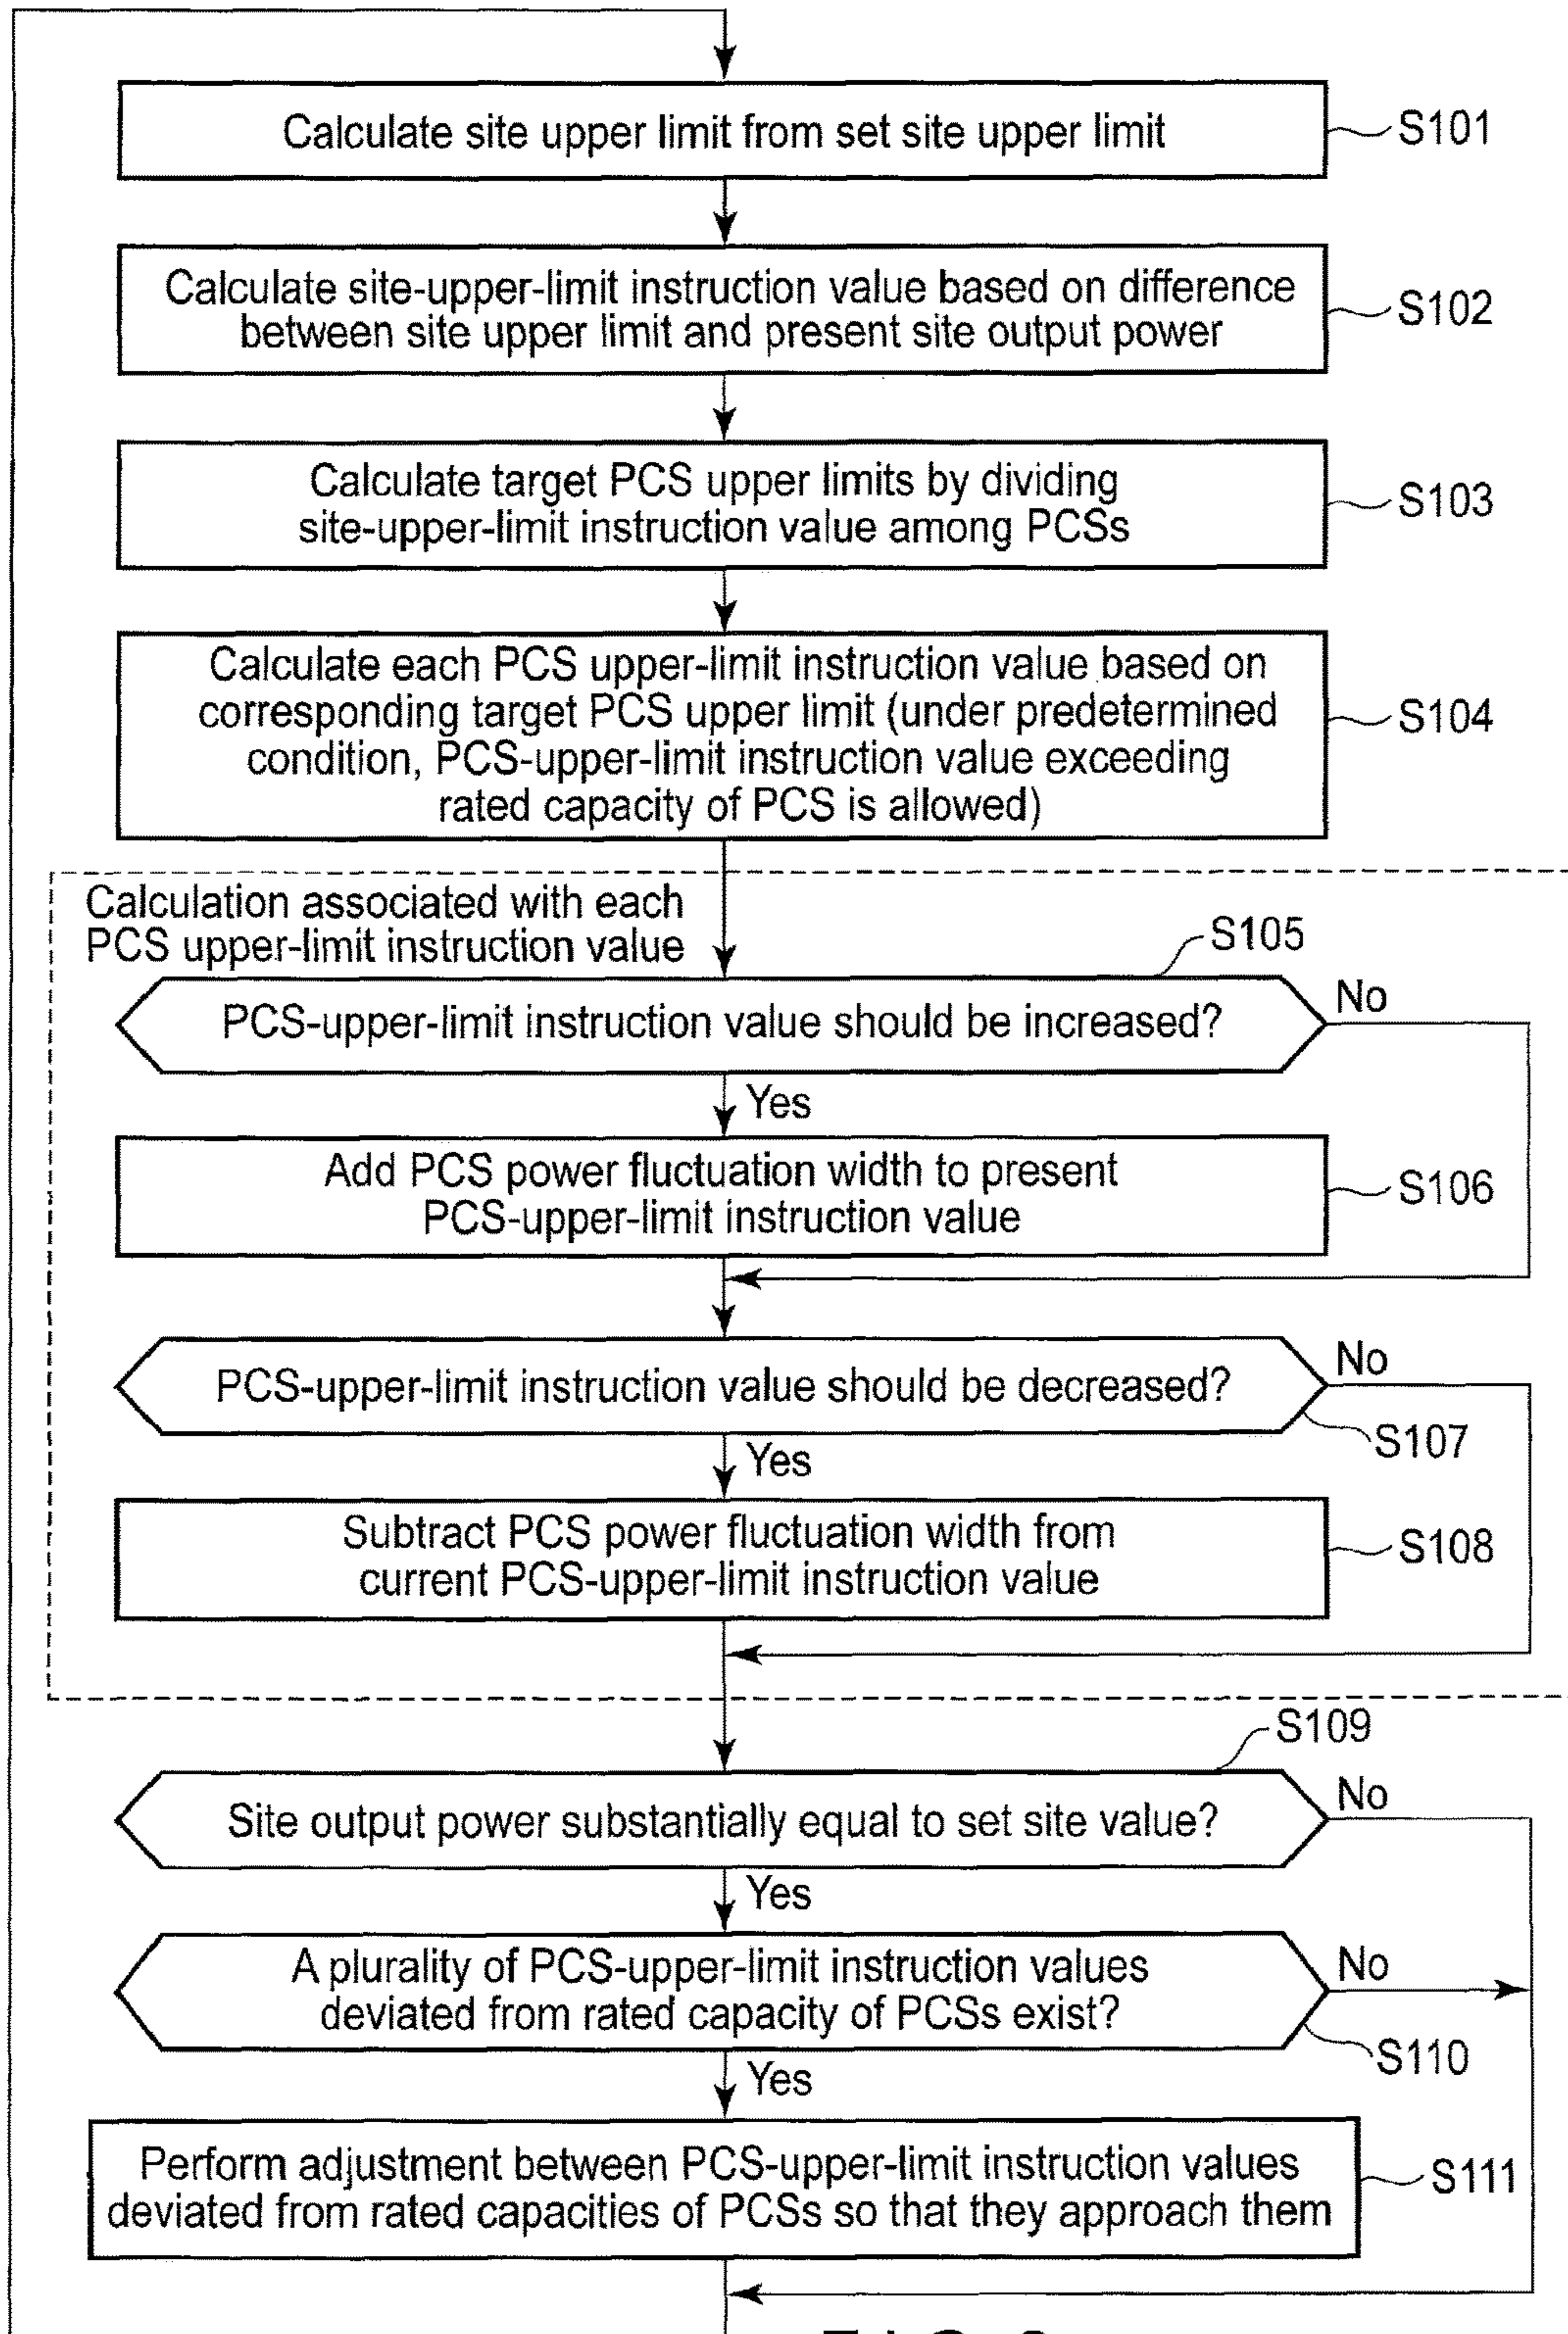 Calculate site upper limit from set site upper limit
S101
Calculate site-upper-limit instruction value based on difference
between site upper limit and present site output power
S102
Calculate target PCS upper limits by dividing
site-upper-limit instruction value among PCSs
S103
Calculate each PCS upper-limit instruction value based on
corresponding target PCS upper limit (under predetermined
condition, PCS-upper-limit instruction value exceeding
rated capacity of PCS is allowed)
S104
Calculation associated with each
PCS upper-limit instruction value
S105
PCS-upper-limit instruction value should be increased?
No
Yes
Add PCS power fluctuation width to present
PCS-upper-limit instruction value
S106
PCS-upper-limit instruction value should be decreased?
No
S107
Yes
Subtract PCS power fluctuation width from
current PCS-upper-limit instruction value
S108
S109
Site output power substantially equal to set site value?
No
Yes
A plurality of PCS-upper-limit instruction values
deviated from rated capacity of PCSs exist?
No
S110
Yes
Perform adjustment between PCS-upper-limit instruction values
deviated from rated capacities of PCSs so that they approach them
S111